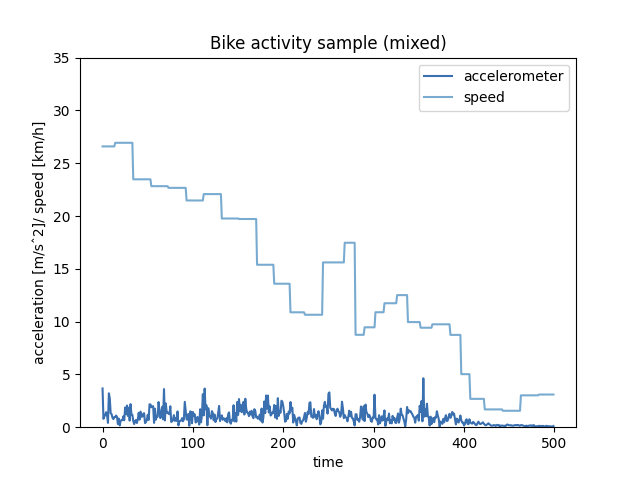 Bike activity sample (mixed)
accelerometer
speed
35
30
25
20
15
10
5
0
acceleration [m/sˆ2]/ speed [km/h]
0 100 200 300 400 500
time